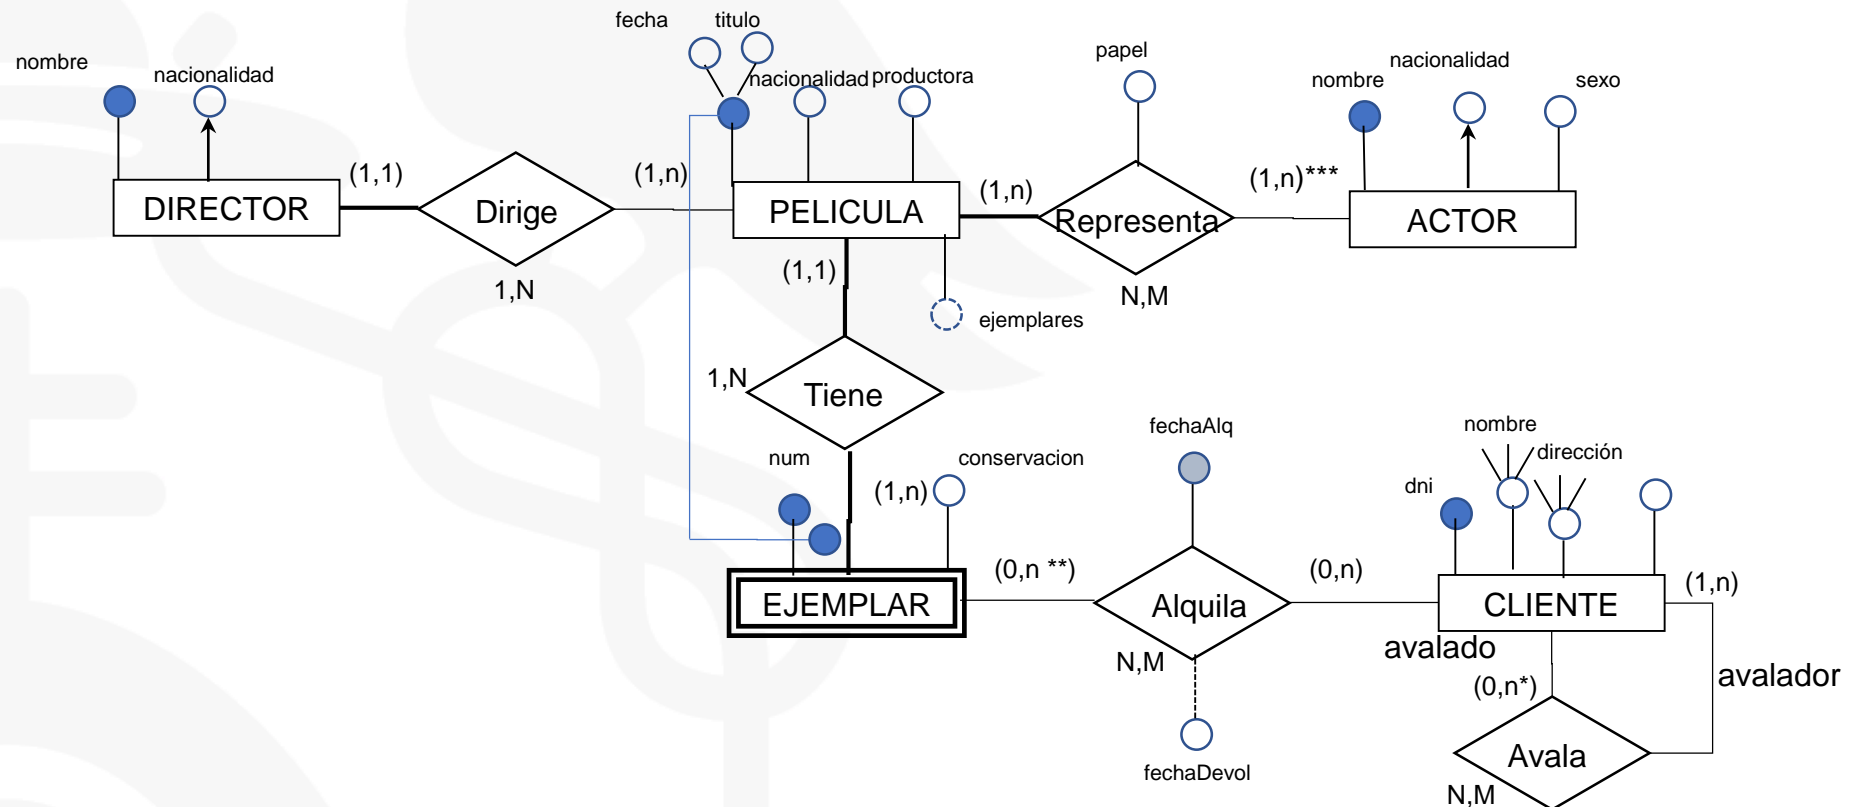 fecha
titulo
nombre
nacionalidad
nacionalidad
productora
papel
nombre
nacionalidad
sexo
(1,1)
(1,n)
(1,n)
(1,n)***
DIRECTOR
Dirige
PELICULA
Representa
ACTOR
1,N
(1,1)
N,M
ejemplares
1,N
Tiene
num
(1,n)
conservacion
fechaAlq
nombre
dirección
dni
(0,n **)
(0,n)
(1,n)
EJEMPLAR
Alquila
CLIENTE
N,M
avalado
avalador
(0,n*)
fechaDevol
Avala
N,M